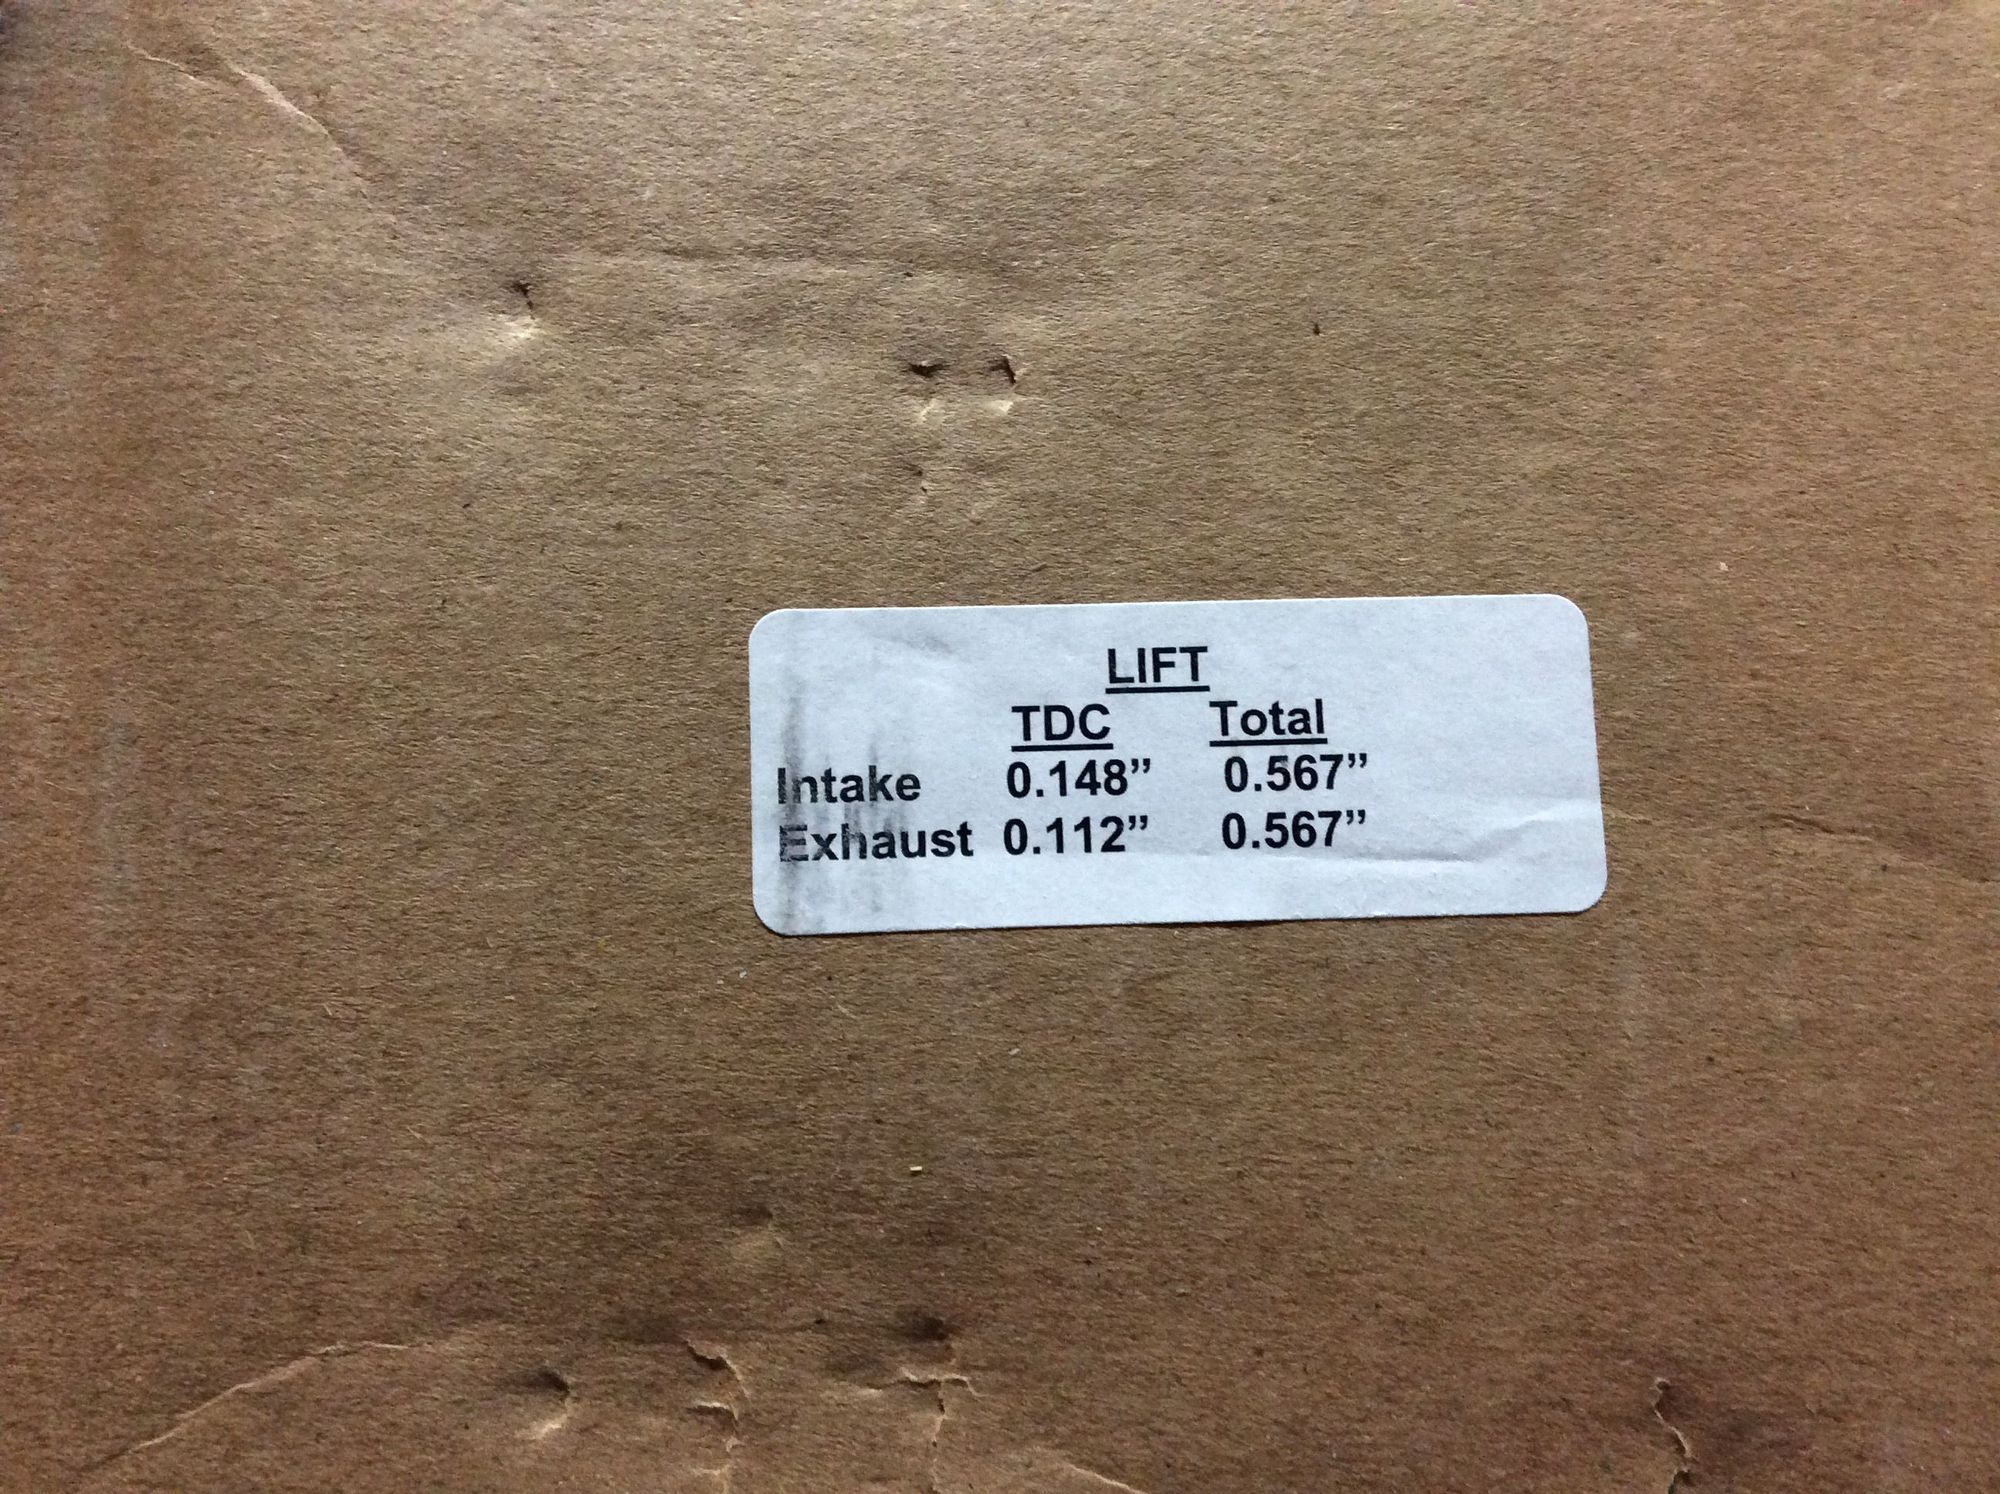 LIFT
TDC Total
Intake 0.148” 0.567”
Exhaust 0.112” 0.567”